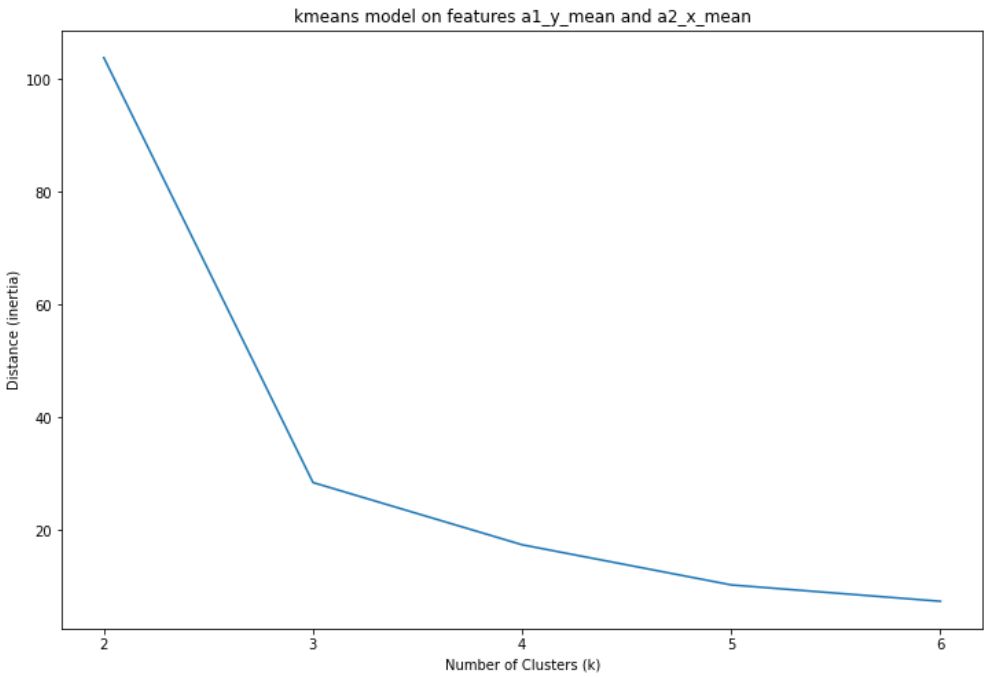 kmeans model on features a1_y_mean and a2_x_mean
100
80
60
40
20
Distance (inertia)
2 3 4 5 6
Number of Clusters (k)